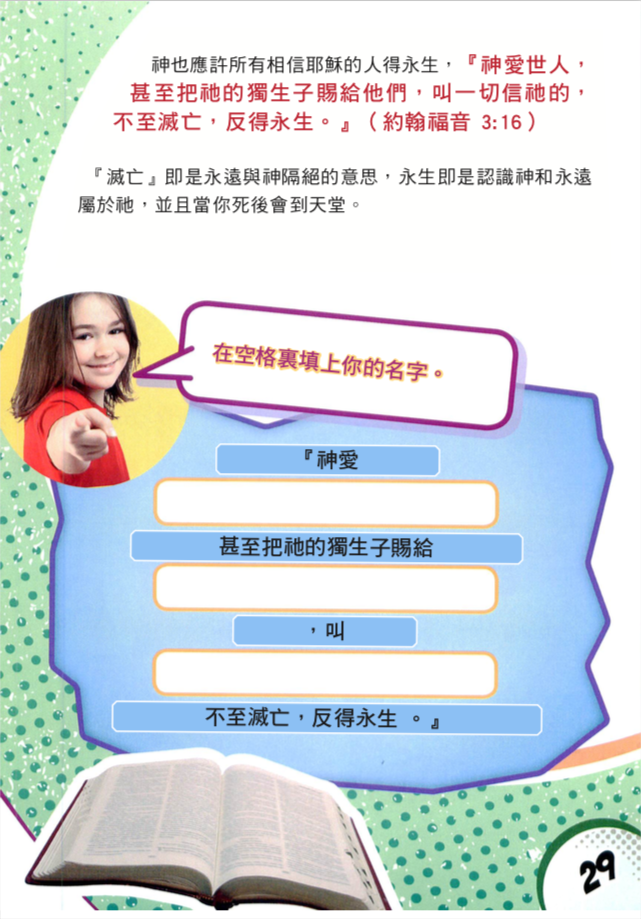 神也應許所有相信耶穌的人得永生，『神愛世人，
甚至把祂的獨生子賜給他們，叫一切信祂的，
不至滅亡，反得永生。』（約翰福音 3:16）
『滅亡』即是永遠與神隔絕的意思，永生即是認識神和永遠
屬於祂，並且當你死後會到天堂。
在空格裏填上你的名字。
『神愛
甚至把祂的獨生子賜給
，叫
不至滅亡，反得永生 。』
29